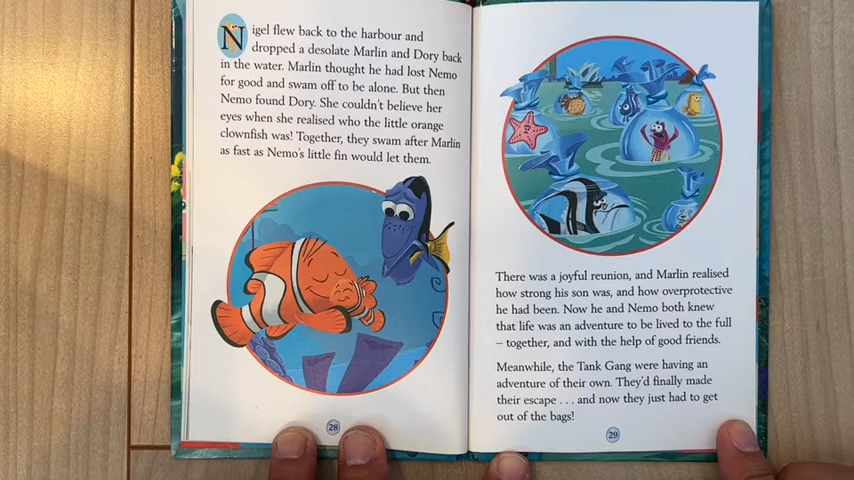 Nigel flew back to the harbour and
dropped a desolate Marlin and Dory back
in the water. Marlin thought he had lost Nemo
for good and swam off to be alone. But then
Nemo found Dory. She couldn't believe her
eyes when she realised who the little orange
clownfish was! Together, they swam after Marlin
as fast as Nemo's little fin would let them.
28
There was a joyful reunion, and Marlin realised
how strong his son was, and how overprotective
he had been. Now he and Nemo both knew
that life was an adventure to be lived to the full
– together, and with the help of good friends.
Meanwhile, the Tank Gang were having an
adventure of their own. They'd finally made
their escape . . . and now they just had to get
out of the bags!
29